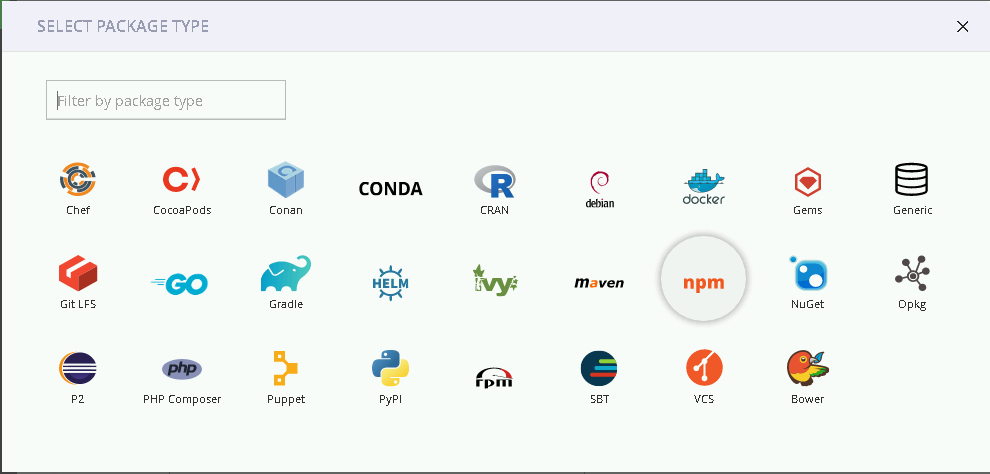 SELECT PACKAGE TYPE
Filter by package type
CONDA
debian
docker
Chef
CocoaPods
Conan
CRAN
Gems
Generic
GO
HELM
ivy
maven
npm
Git LFS
Gradle
NuGet
Opkg
php
rpm
P2
PHP Composer
Puppet
PyPI
SBT
VCS
Bower